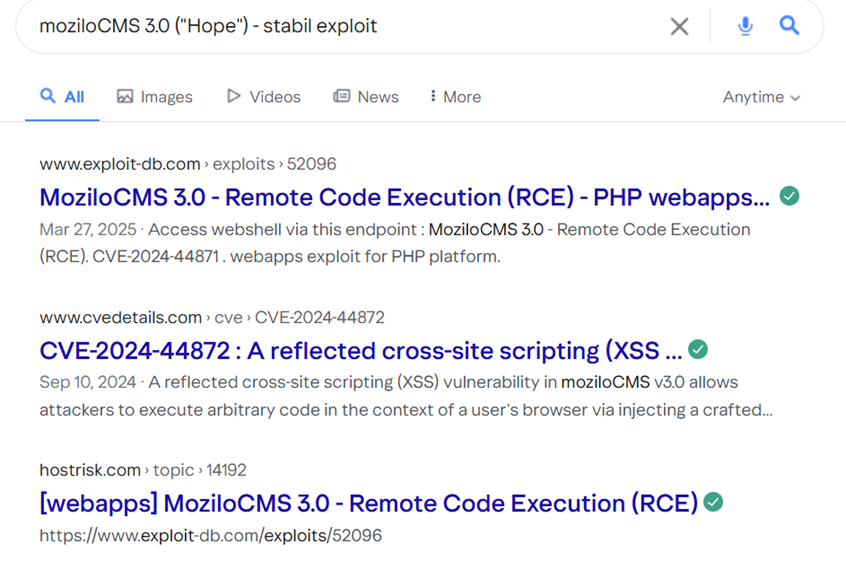 moziloCMS 3.0 ("Hope") - stabil exploit
All Images Videos News More Anytime
www.exploit-db.com › exploits › 52096
MoziloCMS 3.0 - Remote Code Execution (RCE) - PHP webapps...
Mar 27, 2025 · Access webshell via this endpoint : MoziloCMS 3.0 - Remote Code Execution
(RCE). CVE-2024-44871 . webapps exploit for PHP platform.
www.cvedetails.com › cve › CVE-2024-44872
CVE-2024-44872 : A reflected cross-site scripting (XSS ...
Sep 10, 2024 · A reflected cross-site scripting (XSS) vulnerability in moziloCMS v3.0 allows
attackers to execute arbitrary code in the context of a user's browser via injecting a crafted...
hostrisk.com › topic › 14192
[webapps] MoziloCMS 3.0 - Remote Code Execution (RCE)
https://www.exploit-db.com/exploits/52096